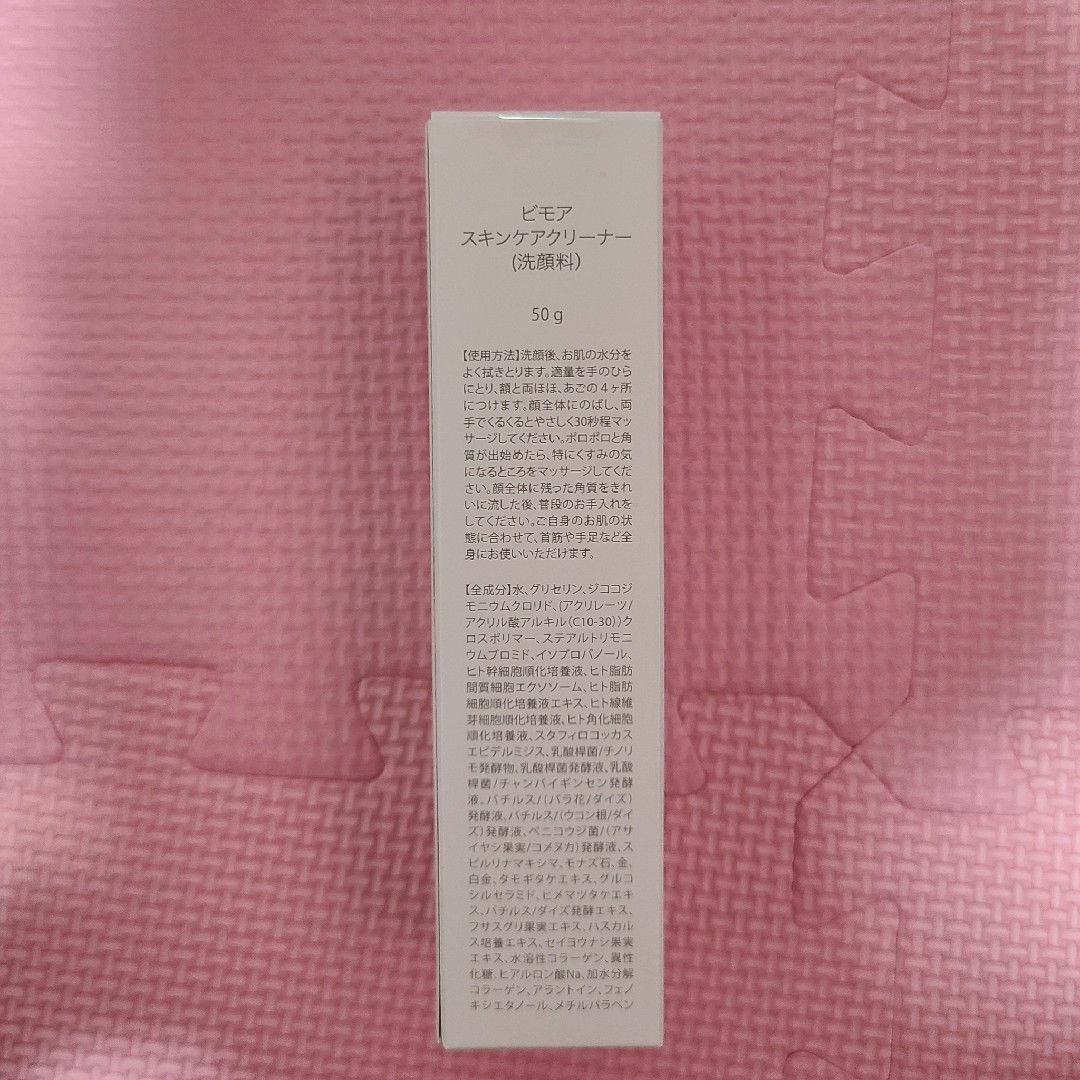 ビモア
スキンケアクリーナー
(洗顔料)
50 g
【使用方法】洗顔後、お肌の水分を
よく拭きとります。適量を手のひら
にとり、額と両ほほ、あごの4ヶ所
につけます。顔全体にのばし、両
手でくるくるとやさしく30秒程マッ
サージしてください。ポロポロと角
質が出始めたら、特にくすみの気
になるところをマッサージしてくだ
さい。顔全体に残った角質をきれ
いに流した後、普段のお手入れを
してください。ご自身のお肌の状
態に合わせて、首筋や手足など全
身にお使いいただけます。
【全成分】水、グリセリン、ジココジ
モニウムクロリド、(アクリレーツ/
アクリル酸アルキル(C10-30))ク
ロスポリマー、ステアルトリモニ
ウムブロミド、イソプロパノール、
ヒト幹細胞順化培養液、ヒト脂肪
間質細胞エクソソーム、ヒト脂肪
細胞順化培養液エキス、ヒト線維
芽細胞順化培養液、ヒト角化細胞
順化培養液、スタフィロコッカス
エピデルミジス、乳酸桿菌/チノリ
モ発酵物、乳酸桿菌発酵液、乳酸
桿菌/チャンバイギンセン発酵
液、バチルス/(バラ花/ダイズ)
発酵液、バチルス/(ウコン根/ダイ
ズ)発酵液、ベニコウジ菌/(アサ
イヤシ果実/コメヌカ)発酵液、ス
ピルリナマキシマ、モナズ石、金、
白金、タモギタケエキス、グルコ
シルセラミド、ヒメマツタケエキ
ス、バチルス/ダイズ発酵エキス、
フサスグリ果実エキス、ハスカル
ス培養エキス、セイヨウナシ果実
エキス、水溶性コラーゲン、異性
化糖、ヒアルロン酸Na、加水分解
コラーゲン、アラントイン、フェノ
キシエタノール、メチルパラベン